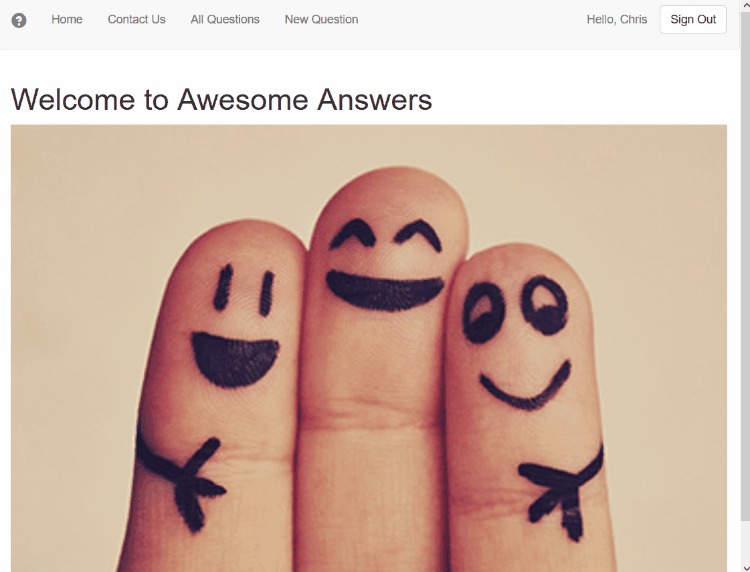 ? Home Contact Us All Questions New Question Hello, Chris Sign Out
Welcome to Awesome Answers